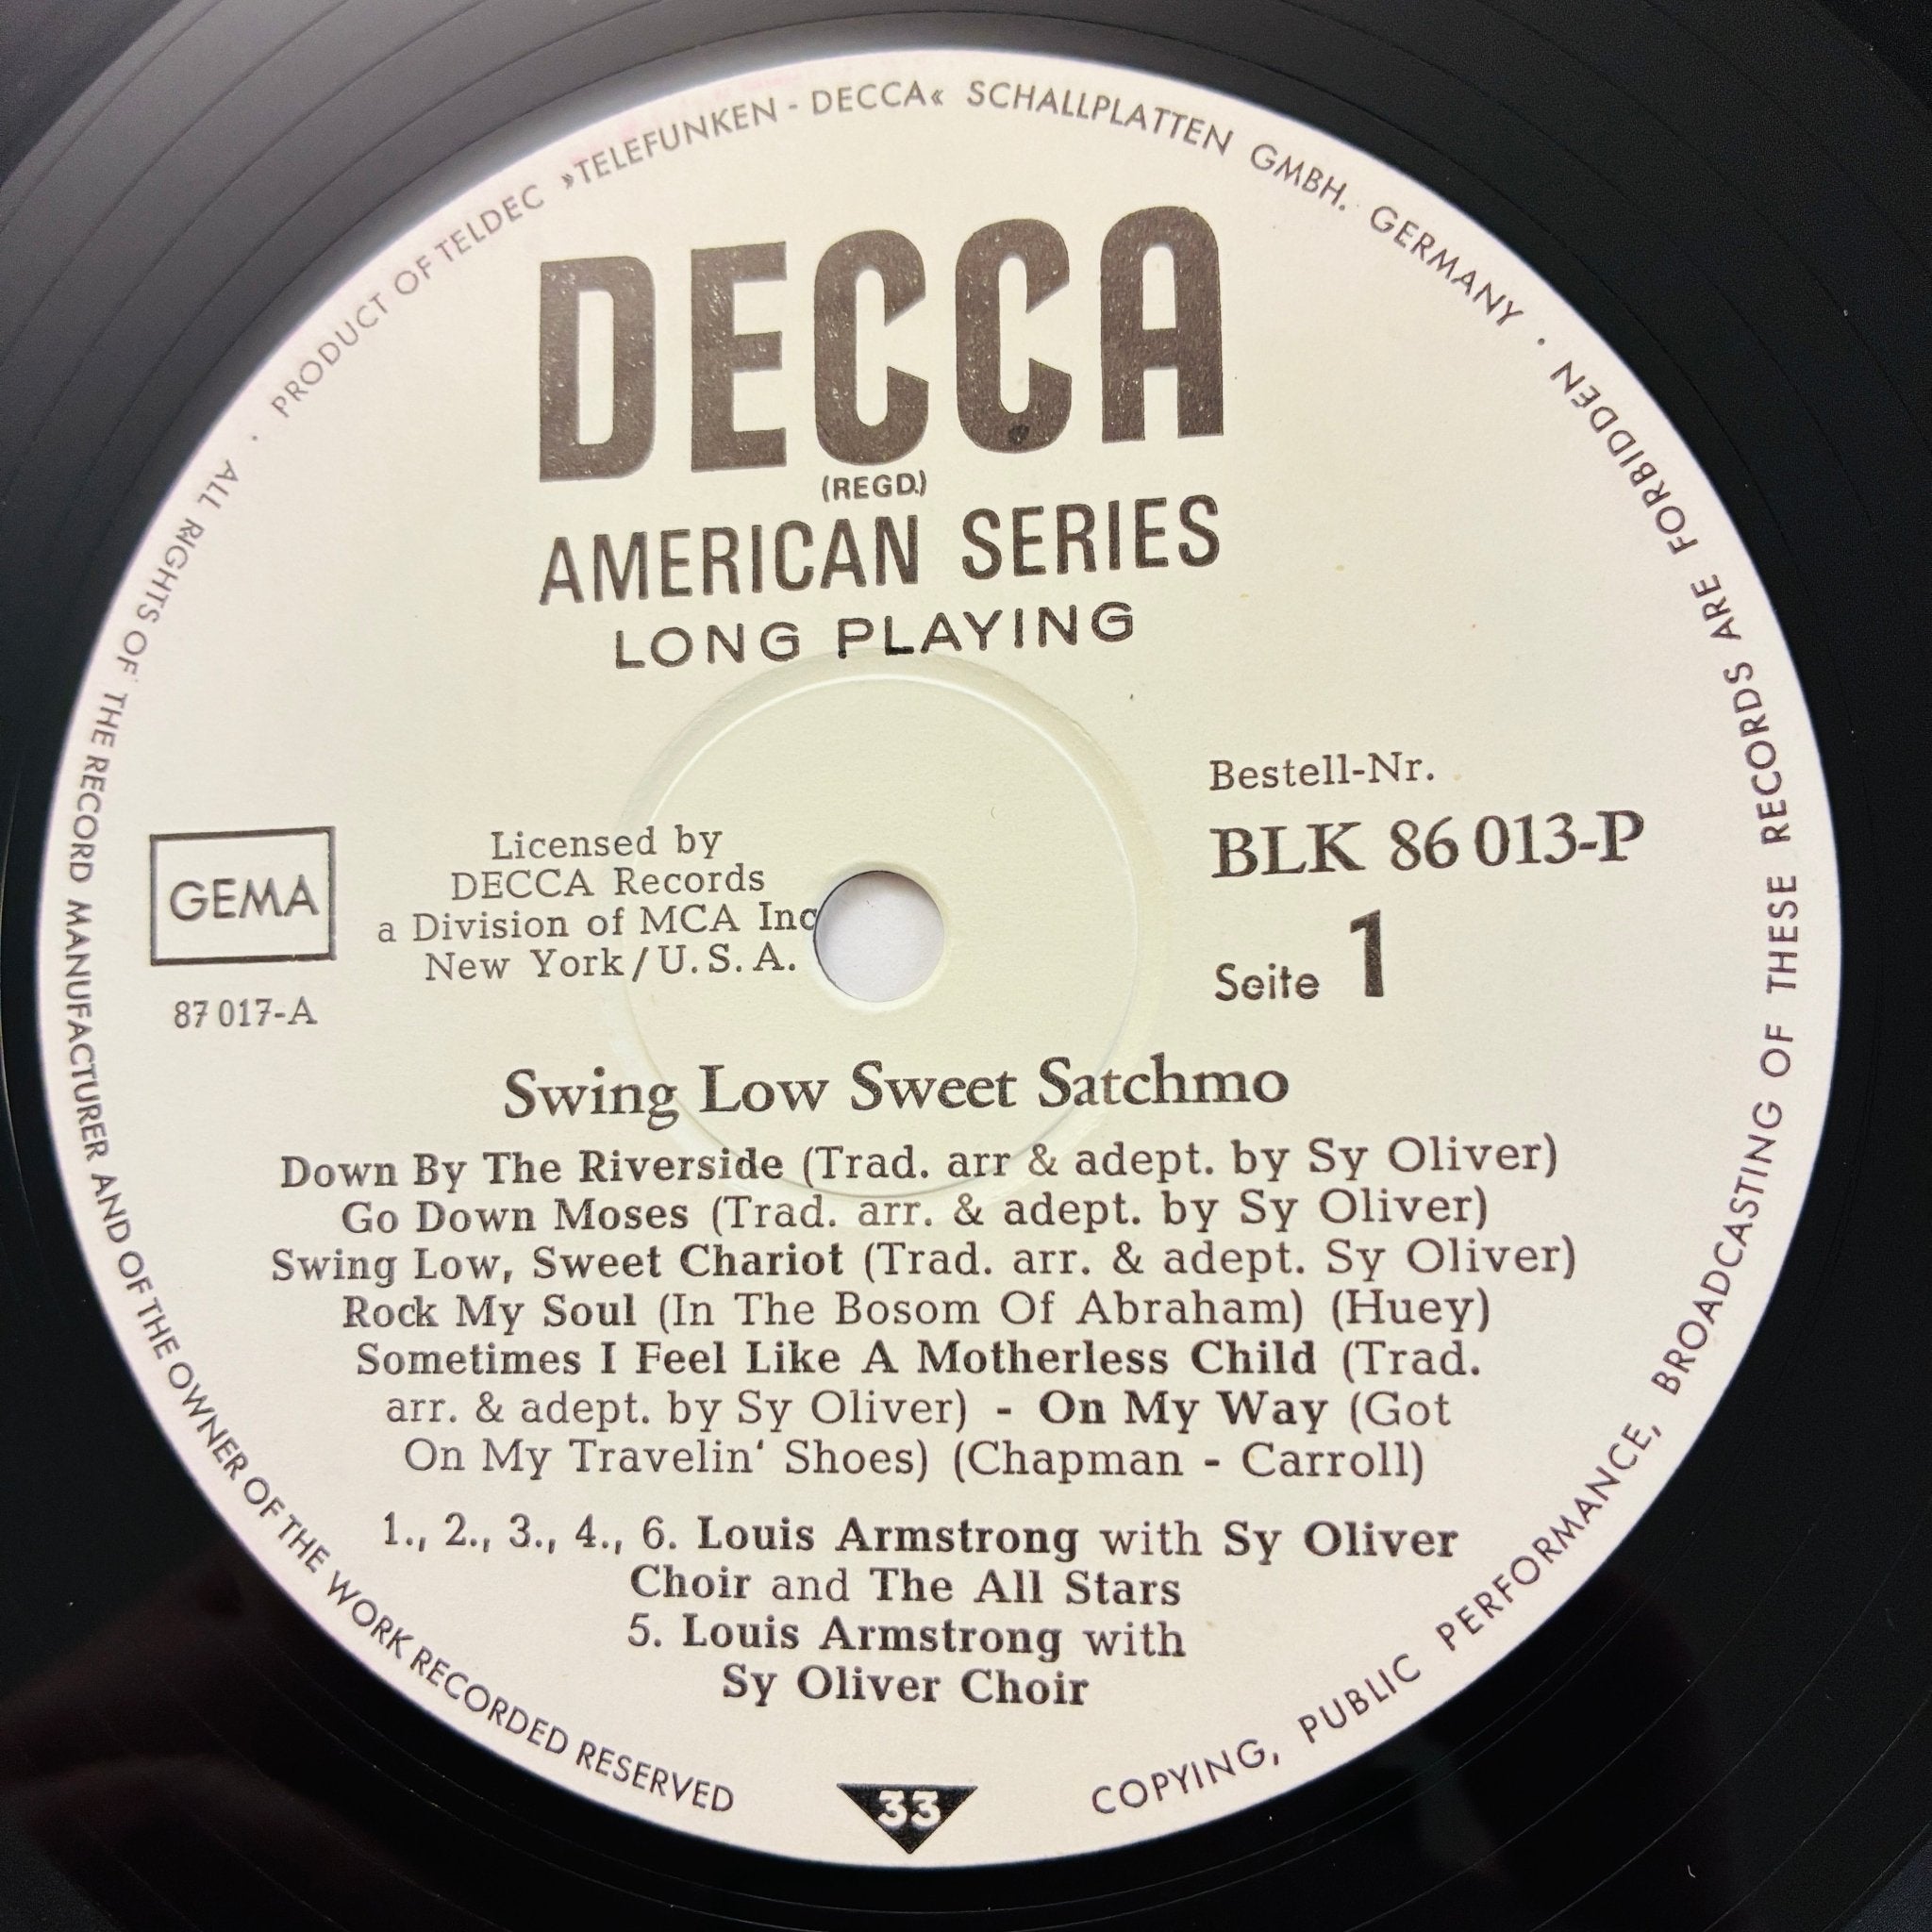 PRODUCT OF TELDEC »TELEFUNKEN - DECCA« SCHALLPLATTEN GMBH. GERMANY ·
DECCA
(REGD.)
AMERICAN SERIES
LONG PLAYING
Bestell-Nr.
BLK 86 013-P
Seite 1
GEMA
87 017-A
Licensed by
DECCA Records
a Division of MCA Inc
New York/U.S.A.
Swing Low Sweet Satchmo
Down By The Riverside (Trad. arr & adept. by Sy Oliver)
Go Down Moses (Trad. arr. & adept. by Sy Oliver)
Swing Low, Sweet Chariot (Trad. arr. & adept. Sy Oliver)
Rock My Soul (In The Bosom Of Abraham) (Huey)
Sometimes I Feel Like A Motherless Child (Trad.
arr. & adept. by Sy Oliver) - On My Way (Got
On My Travelin' Shoes) (Chapman - Carroll)
1., 2., 3., 4., 6. Louis Armstrong with Sy Oliver
Choir and The All Stars
5. Louis Armstrong with
Sy Oliver Choir
33
· ALL RIGHTS OF THE RECORD MANUFACTURER AND OF THE OWNER OF THE WORK RECORDED RESERVED
COPYING, PUBLIC PERFORMANCE, BROADCASTING OF THESE RECORDS ARE FORBIDDEN